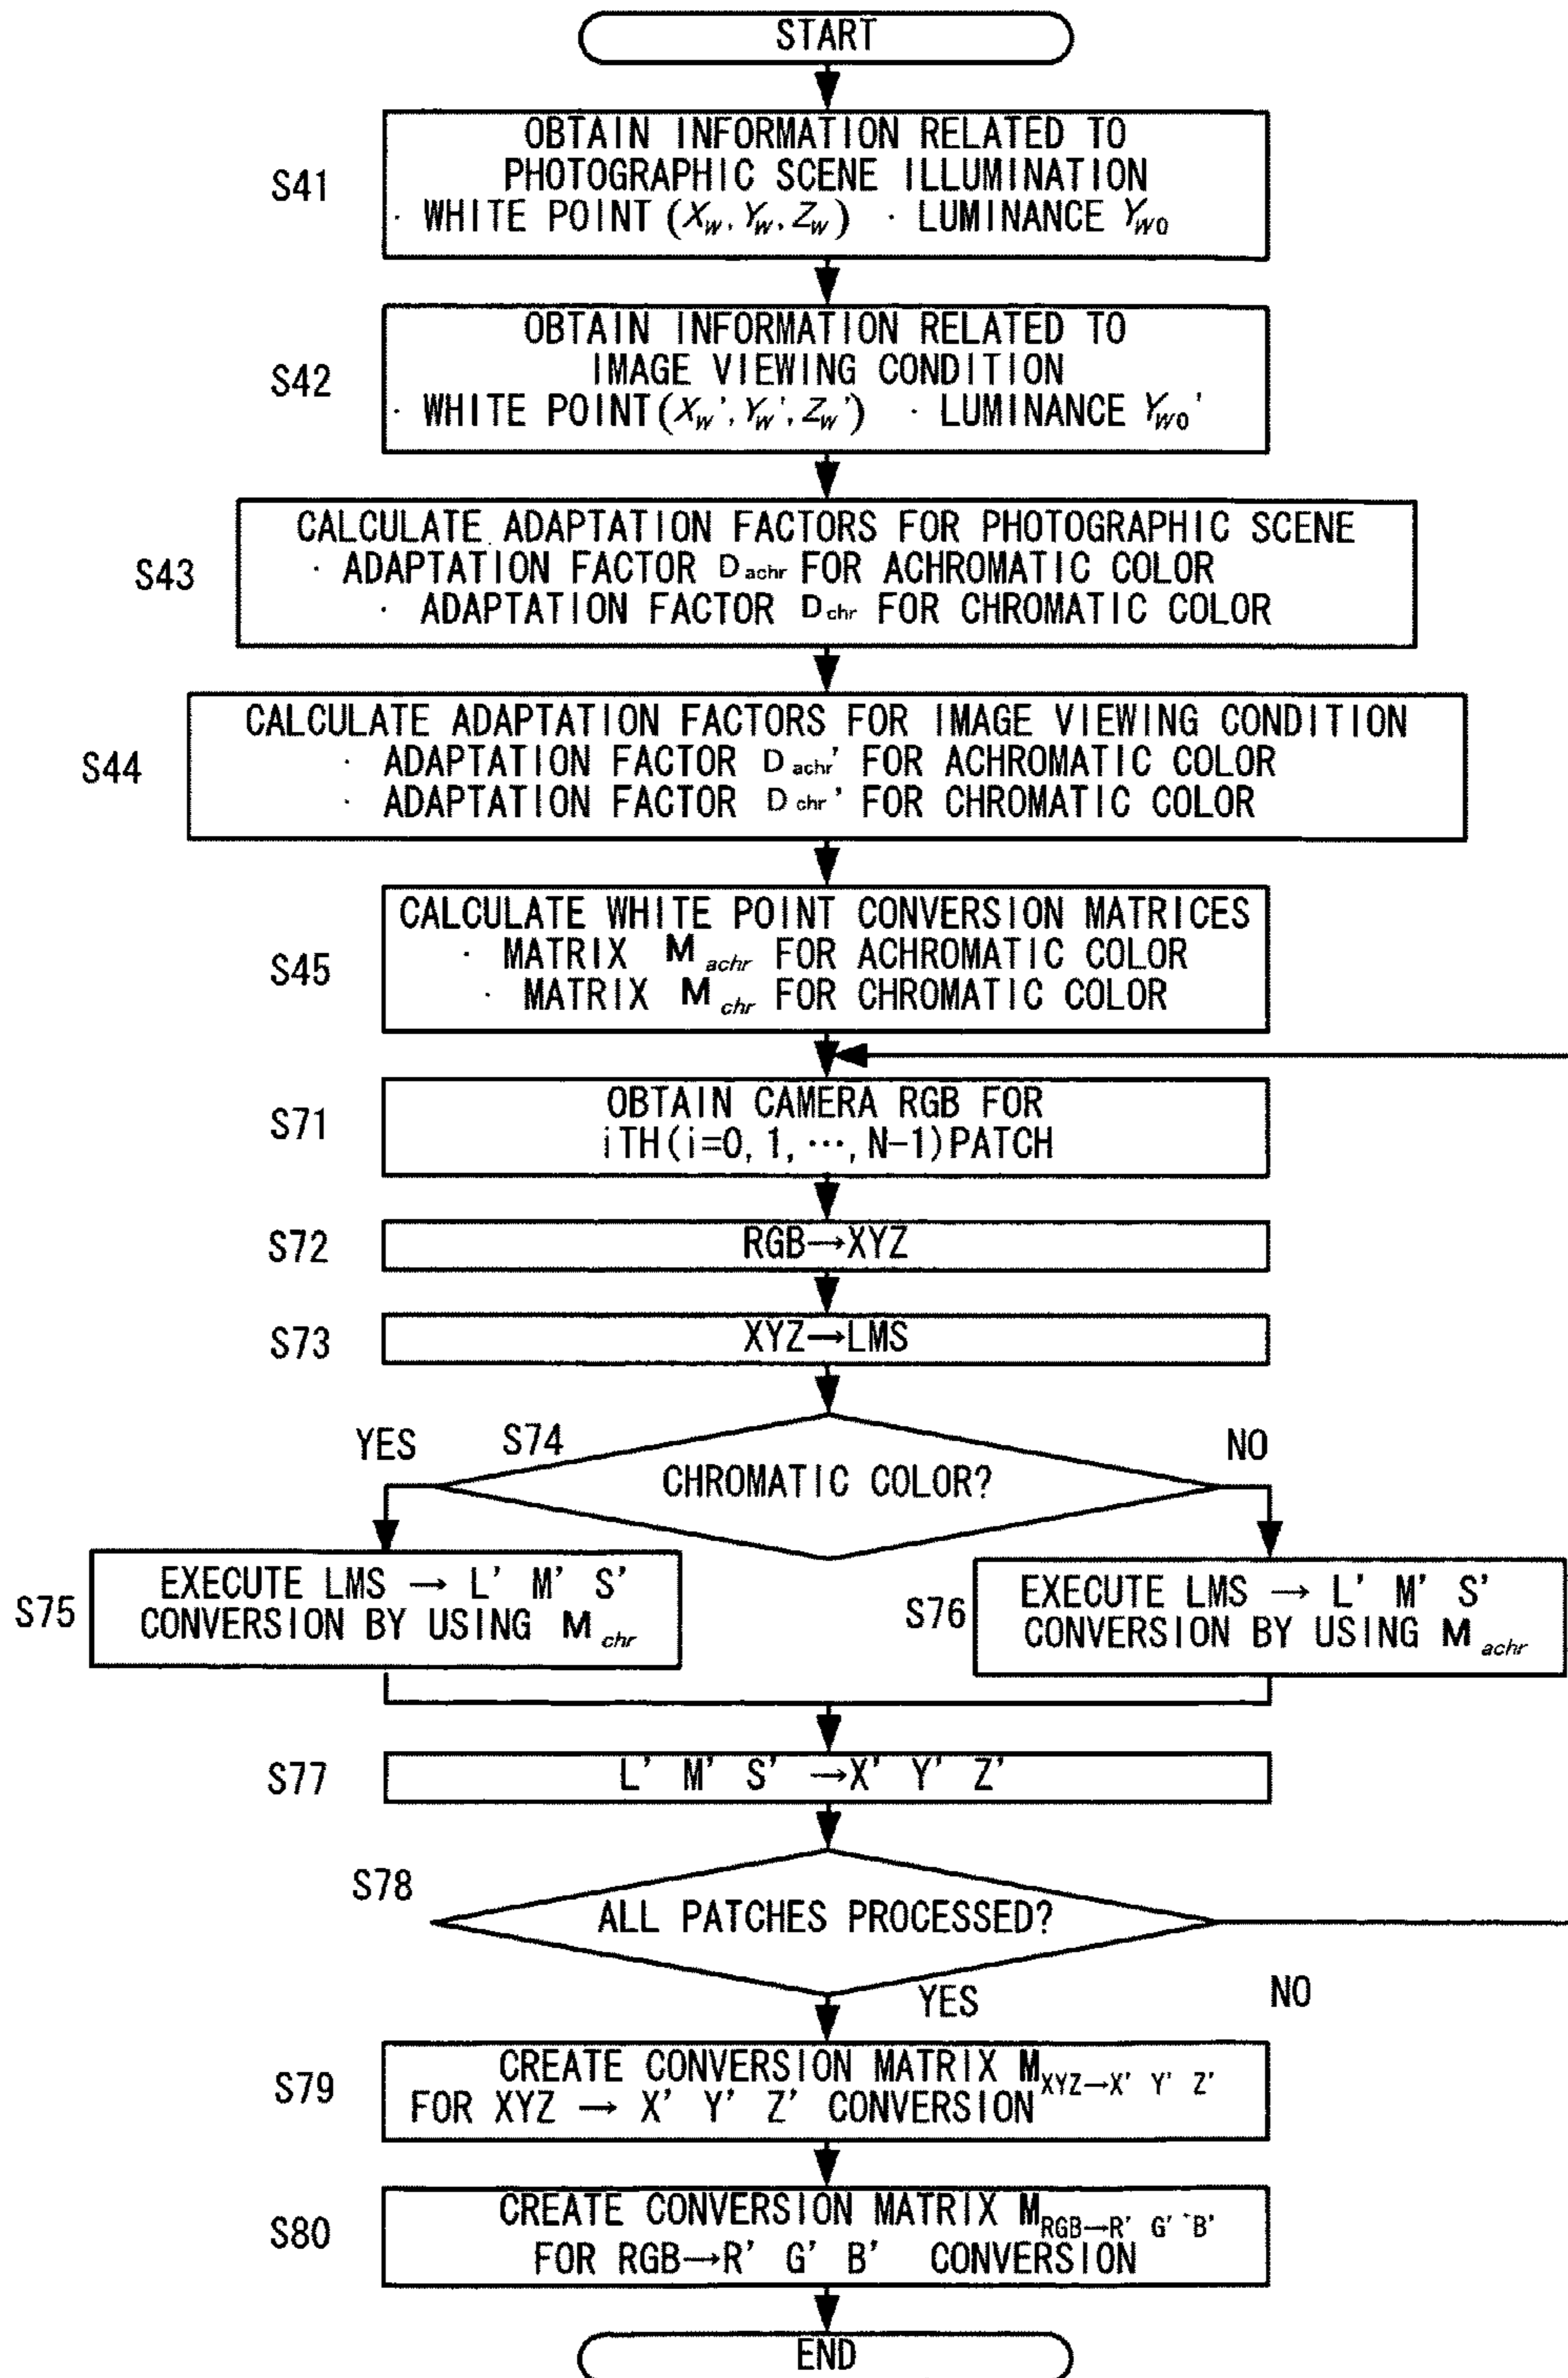 START
S41
OBTAIN INFORMATION RELATED TO
PHOTOGRAPHIC SCENE ILLUMINATION
· WHITE POINT (Xw, Yw, Zw) · LUMINANCE Yw0
S42
OBTAIN INFORMATION RELATED TO
IMAGE VIEWING CONDITION
· WHITE POINT(Xw', Yw', Zw') · LUMINANCE Yw0'
S43
CALCULATE ADAPTATION FACTORS FOR PHOTOGRAPHIC SCENE
· ADAPTATION FACTOR Dachr FOR ACHROMATIC COLOR
· ADAPTATION FACTOR Dchr FOR CHROMATIC COLOR
S44
CALCULATE ADAPTATION FACTORS FOR IMAGE VIEWING CONDITION
· ADAPTATION FACTOR Dachr' FOR ACHROMATIC COLOR
· ADAPTATION FACTOR Dchr' FOR CHROMATIC COLOR
S45
CALCULATE WHITE POINT CONVERSION MATRICES
· MATRIX Machr FOR ACHROMATIC COLOR
· MATRIX Mchr FOR CHROMATIC COLOR
S71
OBTAIN CAMERA RGB FOR
iTH(i=0, 1, ···, N-1)PATCH
S72
RGB→XYZ
S73
XYZ→LMS
S74
CHROMATIC COLOR?
YES
NO
S75
EXECUTE LMS → L' M' S'
CONVERSION BY USING Mchr
S76
EXECUTE LMS → L' M' S'
CONVERSION BY USING Machr
S77
L' M' S' →X' Y' Z'
S78
ALL PATCHES PROCESSED?
YES
NO
S79
CREATE CONVERSION MATRIX MXYZ→X' Y' Z'
FOR XYZ → X' Y' Z' CONVERSION
S80
CREATE CONVERSION MATRIX MRGB→R' G' B'
FOR RGB→R' G' B' CONVERSION
END